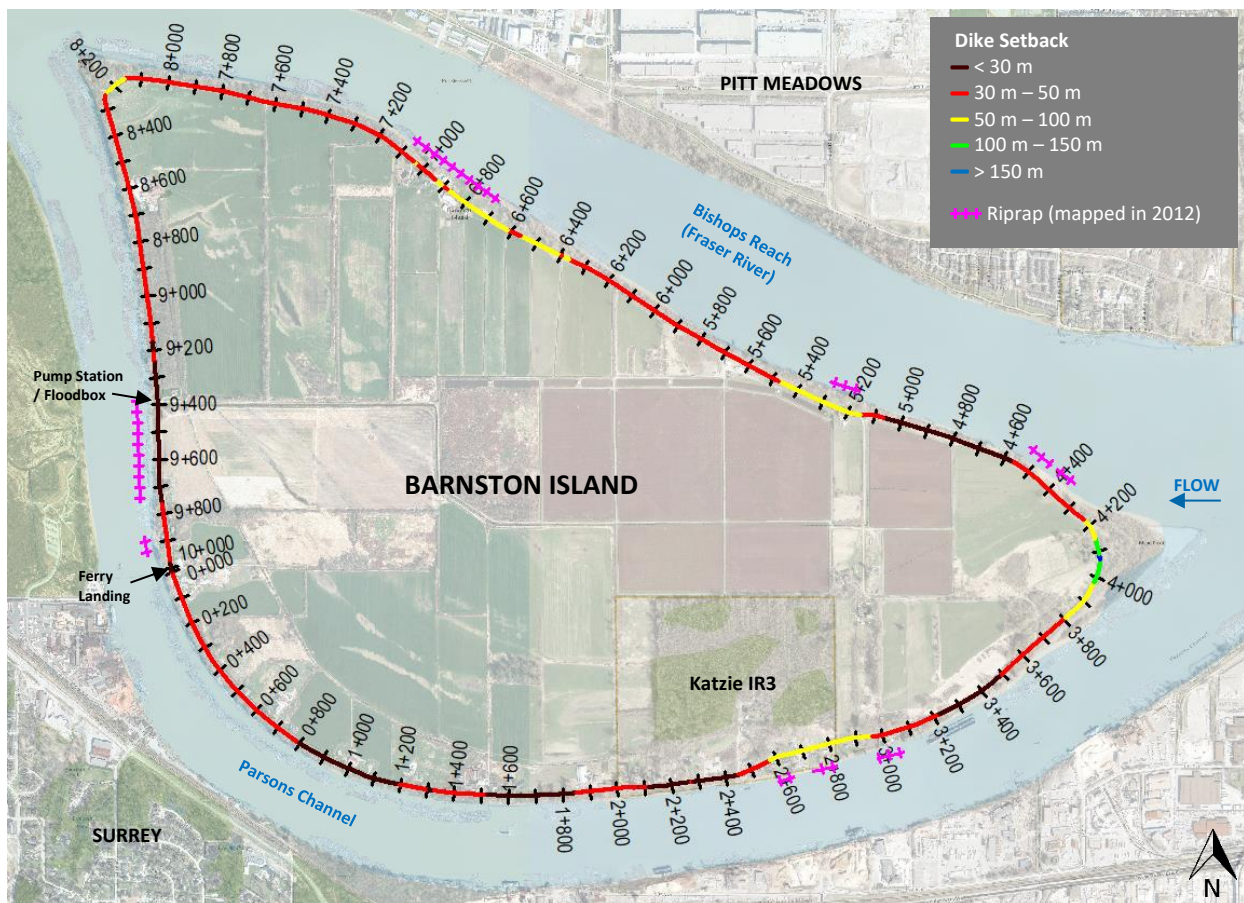 Dike Setback
< 30 m
30 m – 50 m
50 m – 100 m
100 m – 150 m
> 150 m
Riprap (mapped in 2012)
PITT MEADOWS
8+200
8+000
7+800
7+600
7+400
7+200
7+000
6+800
6+600
6+400
6+200
6+000
5+800
5+600
5+400
5+200
5+000
4+800
4+600
4+400
4+200
4+000
3+800
3+600
3+400
3+200
3+000
2+800
2+600
2+400
2+200
2+000
1+800
1+600
1+400
1+200
1+000
0+800
0+600
0+400
0+200
0+000
10+000
9+800
9+600
9+400
9+200
9+000
8+800
8+600
8+400
Bishops Reach
(Fraser River)
Pump Station
/ Floodbox
BARNSTON ISLAND
FLOW
Ferry
Landing
Katzie IR3
Parsons Channel
SURREY
N